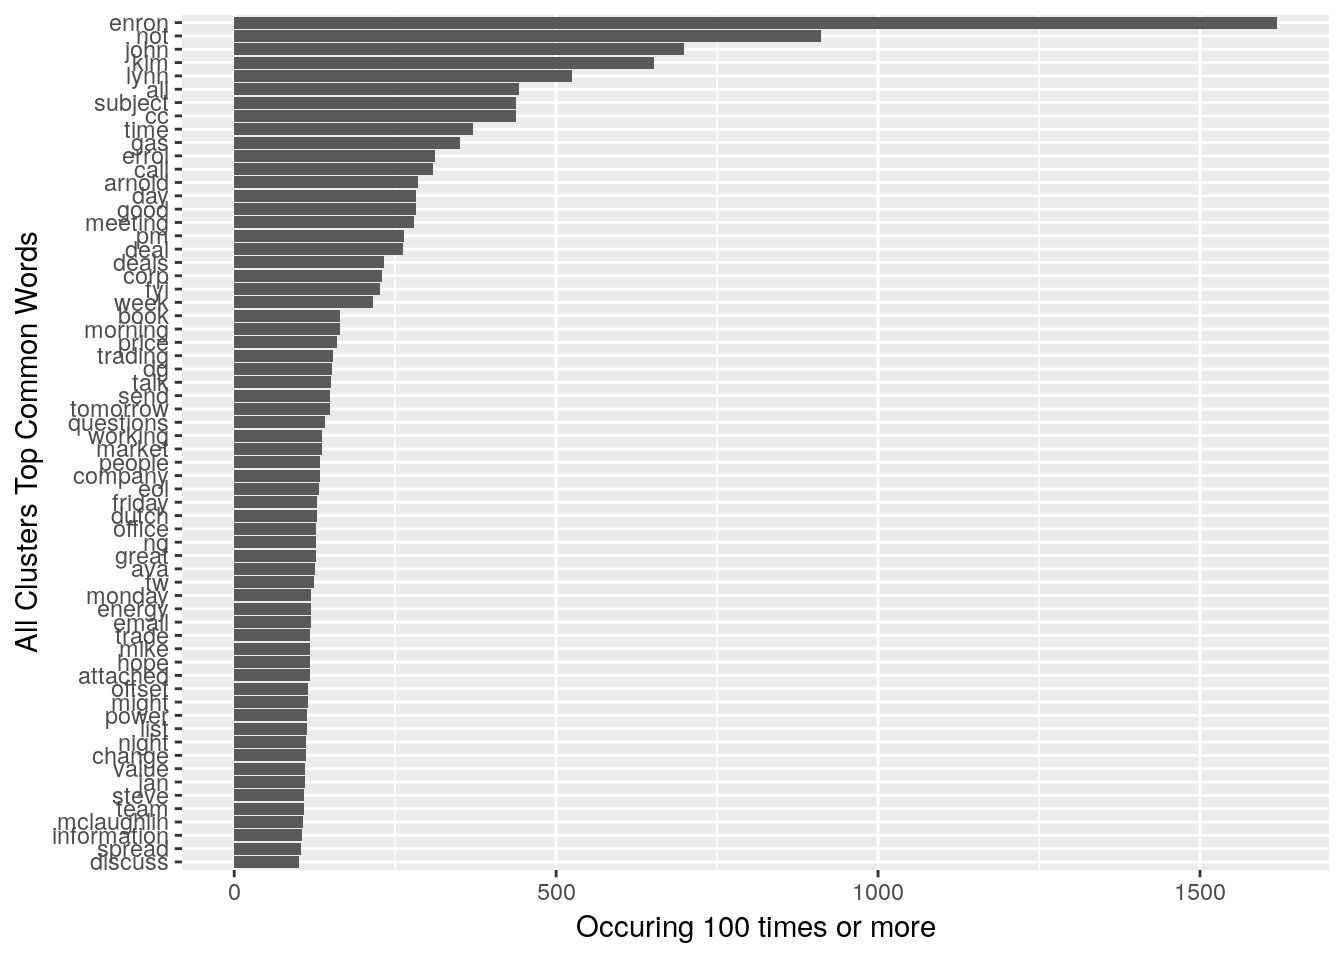 enron
not
john
kim
lynn
all
subject
cc
time
gas
errol
call
arnold
day
good
meeting
pm
deal
deals
corp
fyi
week
book
morning
price
trading
dg
talk
send
tomorrow
questions
working
market
people
company
eol
friday
dutch
office
ng
great
ava
tw
monday
energy
email
trade
mike
hope
attached
offset
might
power
list
night
change
value
jan
steve
team
mclaughlin
information
spread
discuss
All Clusters Top Common Words
0 500 1000 1500
Occuring 100 times or more